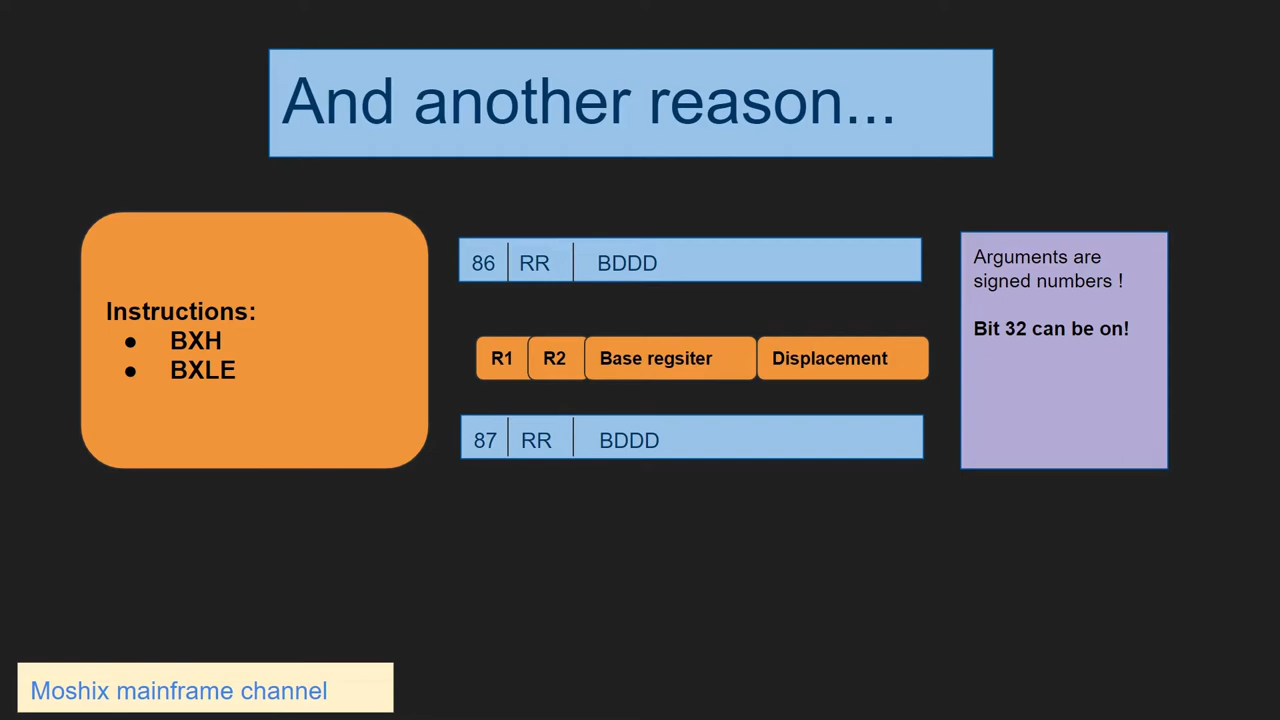 And another reason...
Instructions:
● BXH
● BXLE
86 RR BDDD
R1 R2 Base regsiter Displacement
87 RR BDDD
Arguments are
signed numbers !
Bit 32 can be on!
Moshix mainframe channel